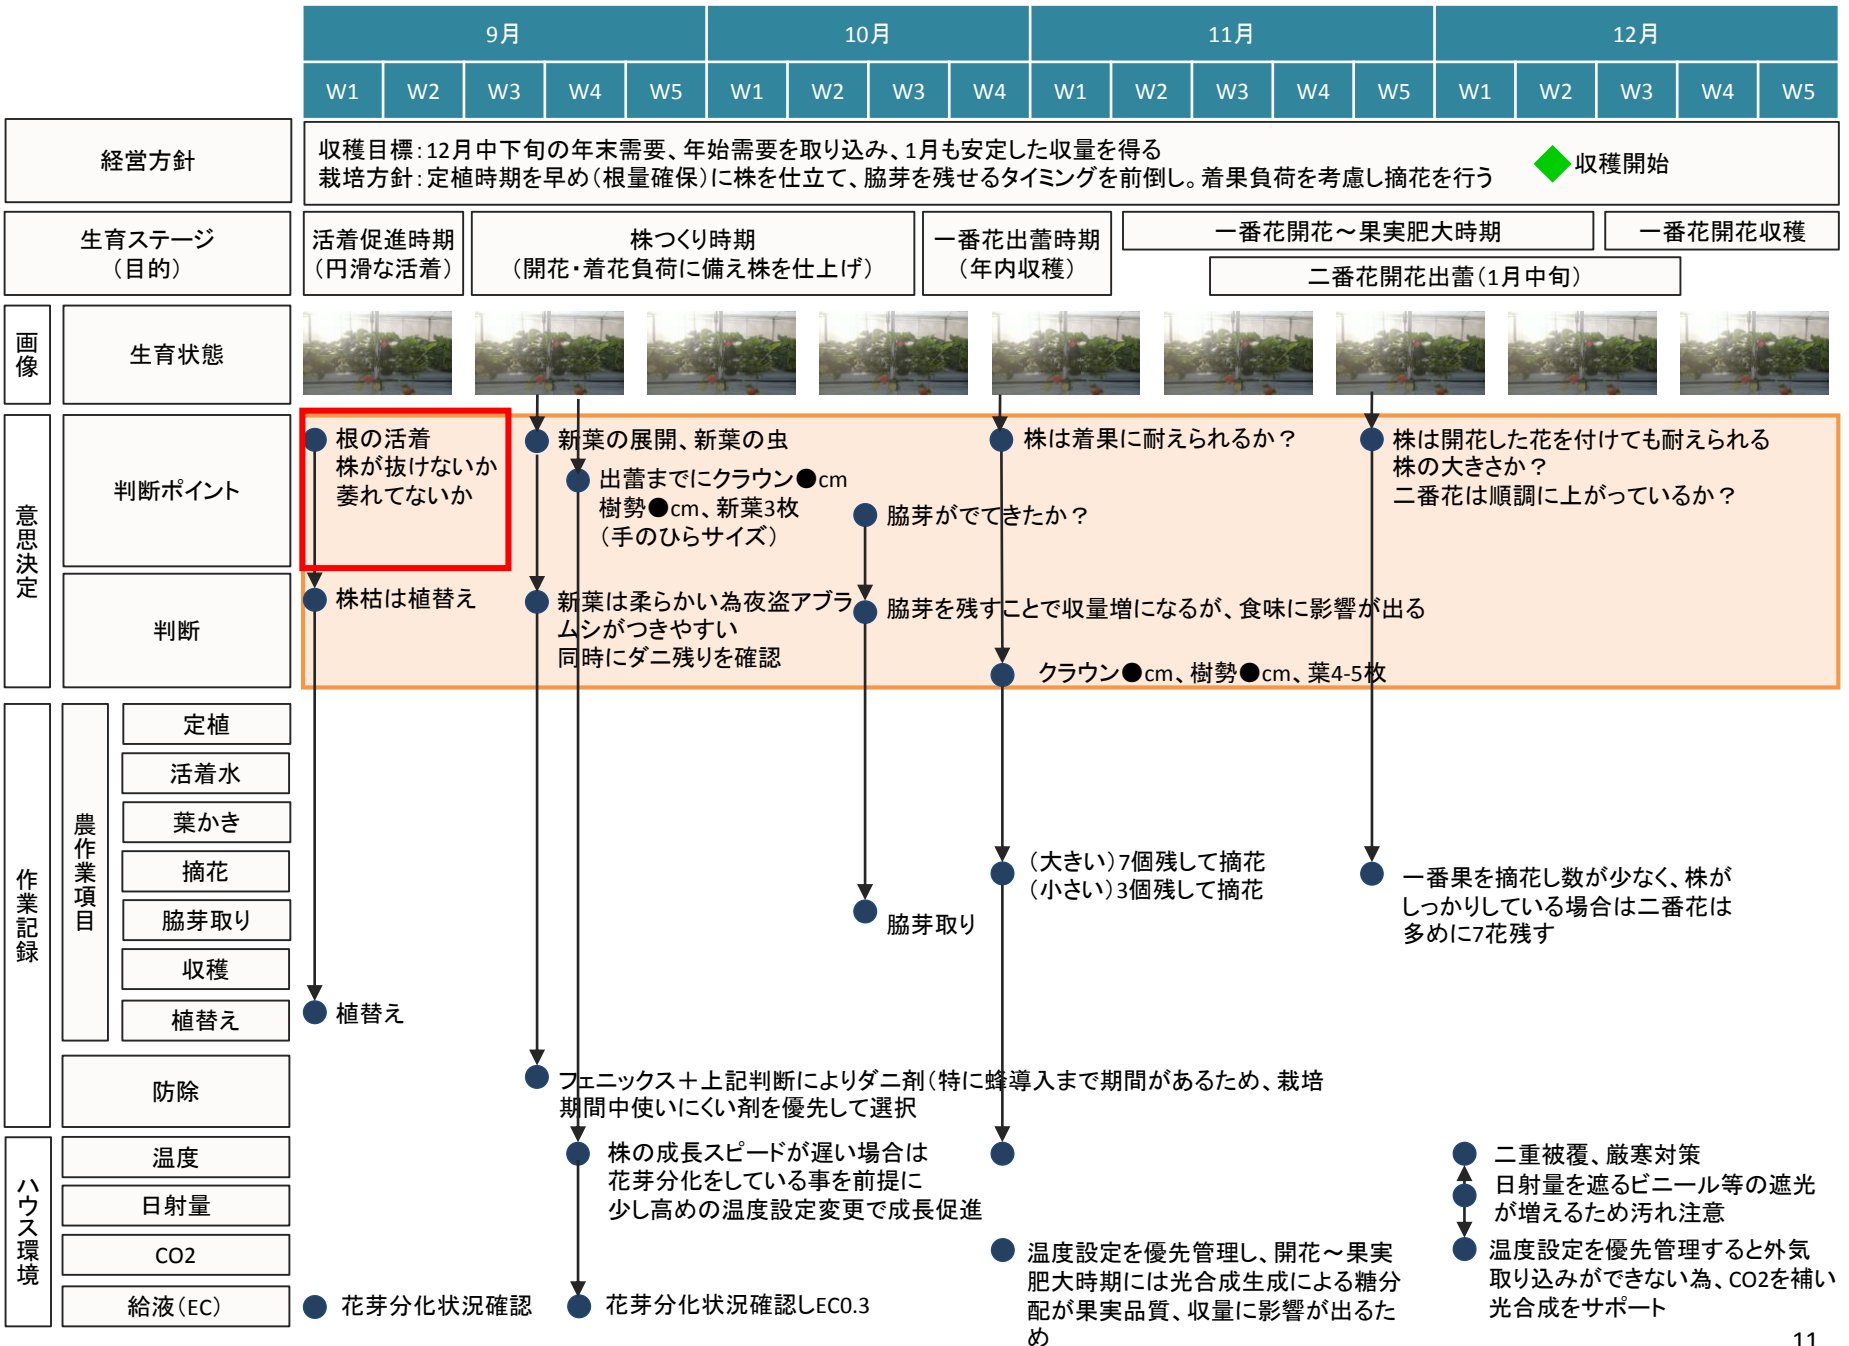 9月
10月
11月
12月
W1 W2 W3 W4 W5 W1 W2 W3 W4 W1 W2 W3 W4 W5 W1 W2 W3 W4 W5
経営方針
収穫目標：12月中下旬の年末需要、年始需要を取り込み、1月も安定した収量を得る
栽培方針：定植時期を早め（根量確保）に株を仕立て、脇芽を残せるタイミングを前倒し。着果負荷を考慮し摘花を行う
収穫開始
生育ステージ
（目的）
活着促進時期
（円滑な活着）
株つくり時期
（開花・着花負荷に備え株を仕上げ）
一番花出蕾時期
（年内収穫）
一番花開花～果実肥大時期
一番花開花収穫
二番花開花出蕾（1月中旬）
画像
生育状態
意思決定
判断ポイント
根の活着
株が抜けないか
萎れてないか
新葉の展開、新葉の虫
出蕾までにクラウン●cm
樹勢●cm、新葉3枚
（手のひらサイズ）
脇芽がでてきたか？
株は着果に耐えられるか？
株は開花した花を付けても耐えられる
株の大きさか？
二番花は順調に上がっているか？
判断
株枯は植替え
新葉は柔らかい為夜盗アブラ
ムシがつきやすい
同時にダニ残りを確認
脇芽を残すことで収量増になるが、食味に影響が出る
クラウン●cm、樹勢●cm、葉4-5枚
作業記録
農作業項目
定植
活着水
葉かき
摘花
（大きい）7個残して摘花
（小さい）3個残して摘花
一番果を摘花し数が少なく、株が
しっかりしている場合は二番花は
多めに7花残す
脇芽取り
脇芽取り
収穫
植替え
植替え
防除
フェニックス＋上記判断によりダニ剤（特に蜂導入まで期間があるため、栽培
期間中使いにくい剤を優先して選択
ハウス環境
温度
株の成長スピードが遅い場合は
花芽分化をしている事を前提に
少し高めの温度設定変更で成長促進
二重被覆、厳寒対策
日射量
日射量を遮るビニール等の遮光
が増えるため汚れ注意
CO2
温度設定を優先管理し、開花～果実
肥大時期には光合成生成による糖分
配が果実品質、収量に影響が出るた
め
温度設定を優先管理すると外気
取り込みができない為、CO2を補い
光合成をサポート
給液（EC）
花芽分化状況確認
花芽分化状況確認しEC0.3
11